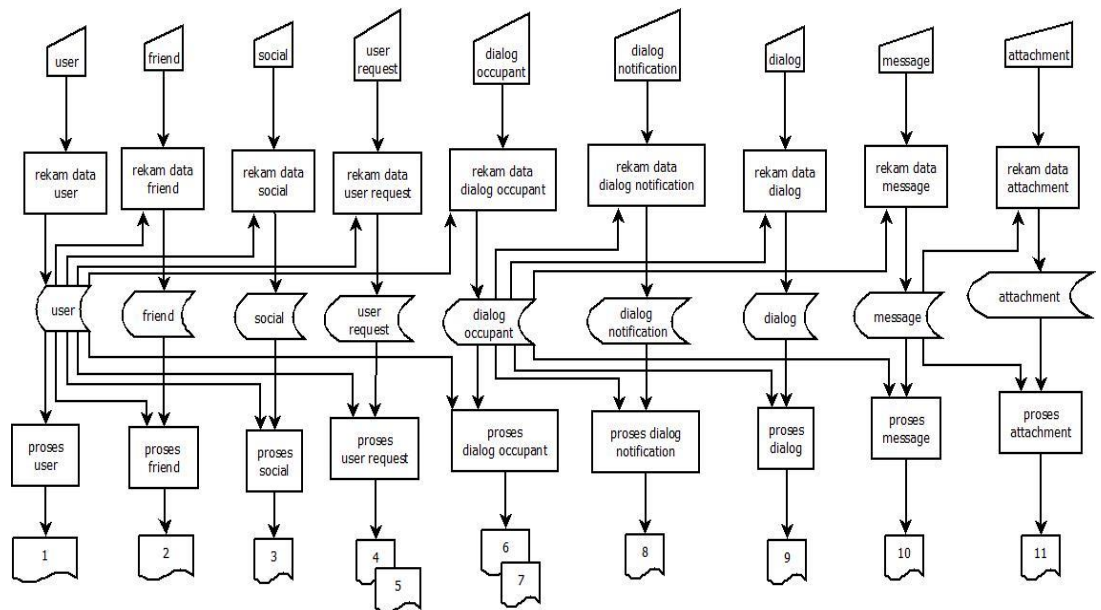 user
friend
social
user
request
dialog
occupant
dialog
notification
dialog
message
attachment
rekam data
user
rekam data
friend
rekam data
social
rekam data
user request
rekam data
dialog occupant
rekam data
dialog notification
rekam data
dialog
rekam data
message
rekam data
attachment
user
friend
social
user
request
dialog
occupant
dialog
notification
dialog
message
attachment
proses
user
proses
friend
proses
social
proses
user request
proses
dialog occupant
proses dialog
notification
proses
dialog
proses
message
proses
attachment
1
2
3
4
5
6
7
8
9
10
11